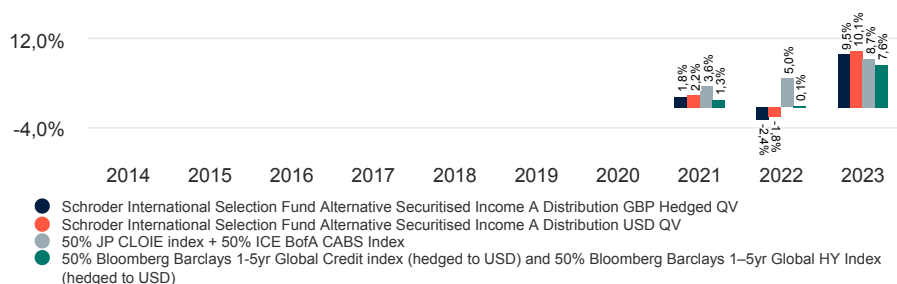 12,0%
-4,0%
1,8%
2,2%
3,6%
1,3%
-2,4%
-1,8%
5,0%
0,1%
9,5%
10,1%
8,7%
7,6%
2014 2015 2016 2017 2018 2019 2020 2021 2022 2023
Schroder International Selection Fund Alternative Securitised Income A Distribution GBP Hedged QV
Schroder International Selection Fund Alternative Securitised Income A Distribution USD QV
50% JP CLOIE index + 50% ICE BofA CABS Index
50% Bloomberg Barclays 1-5yr Global Credit index (hedged to USD) and 50% Bloomberg Barclays 1–5yr Global HY Index
(hedged to USD)